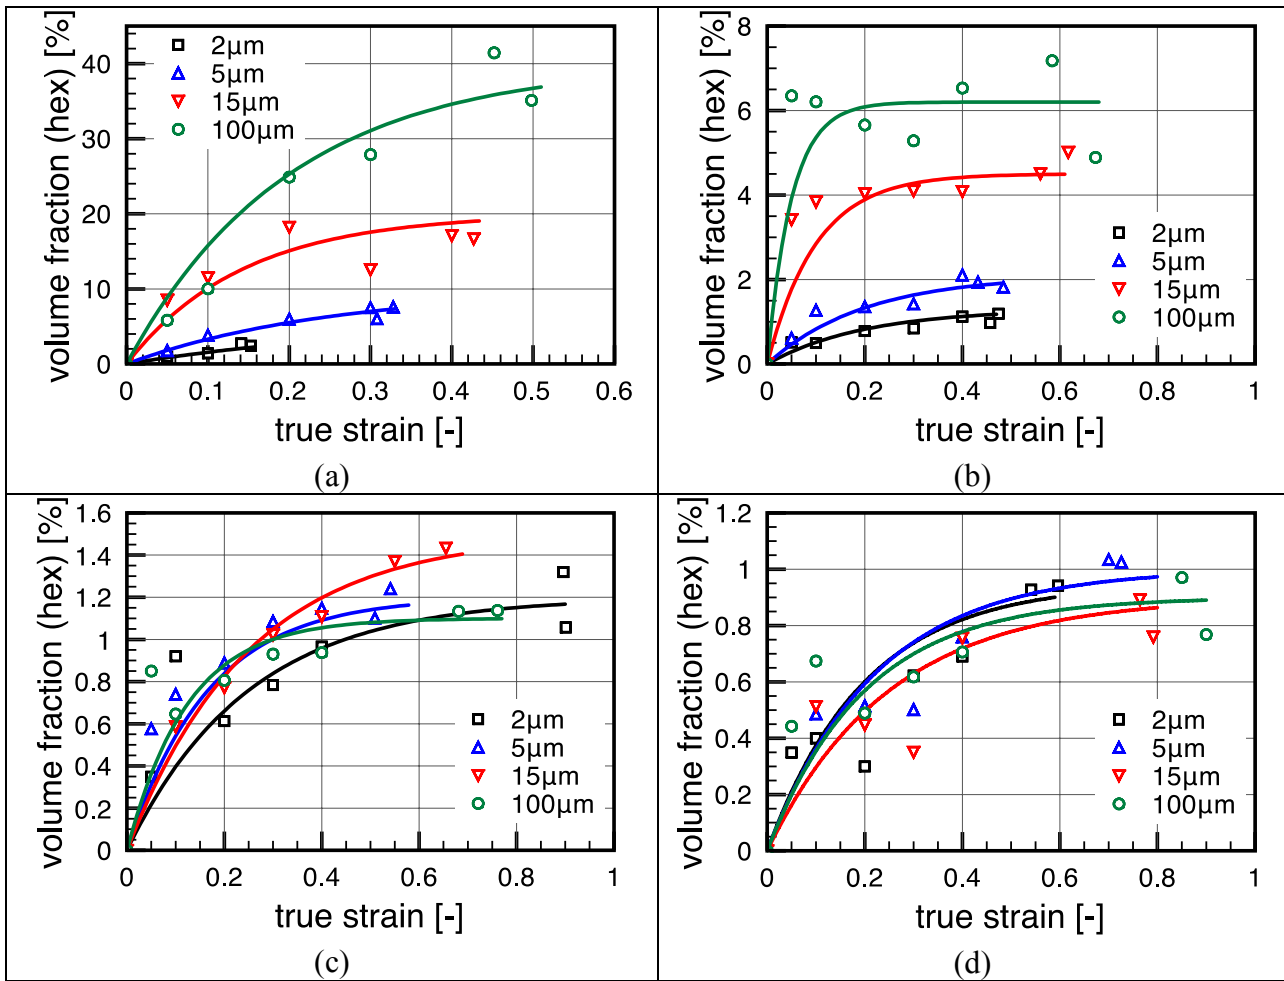 volume fraction (hex) [%]
40
30
20
10
0
2µm
5µm
15µm
100µm
0 0.1 0.2 0.3 0.4 0.5 0.6
true strain [-]
(a)
volume fraction (hex) [%]
8
6
4
2
0
2µm
5µm
15µm
100µm
0 0.2 0.4 0.6 0.8 1
true strain [-]
(b)
volume fraction (hex) [%]
1.6
1.4
1.2
1
0.8
0.6
0.4
0.2
0
2µm
5µm
15µm
100µm
0 0.2 0.4 0.6 0.8 1
true strain [-]
(c)
volume fraction (hex) [%]
1.2
1
0.8
0.6
0.4
0.2
0
2µm
5µm
15µm
100µm
0 0.2 0.4 0.6 0.8 1
true strain [-]
(d)